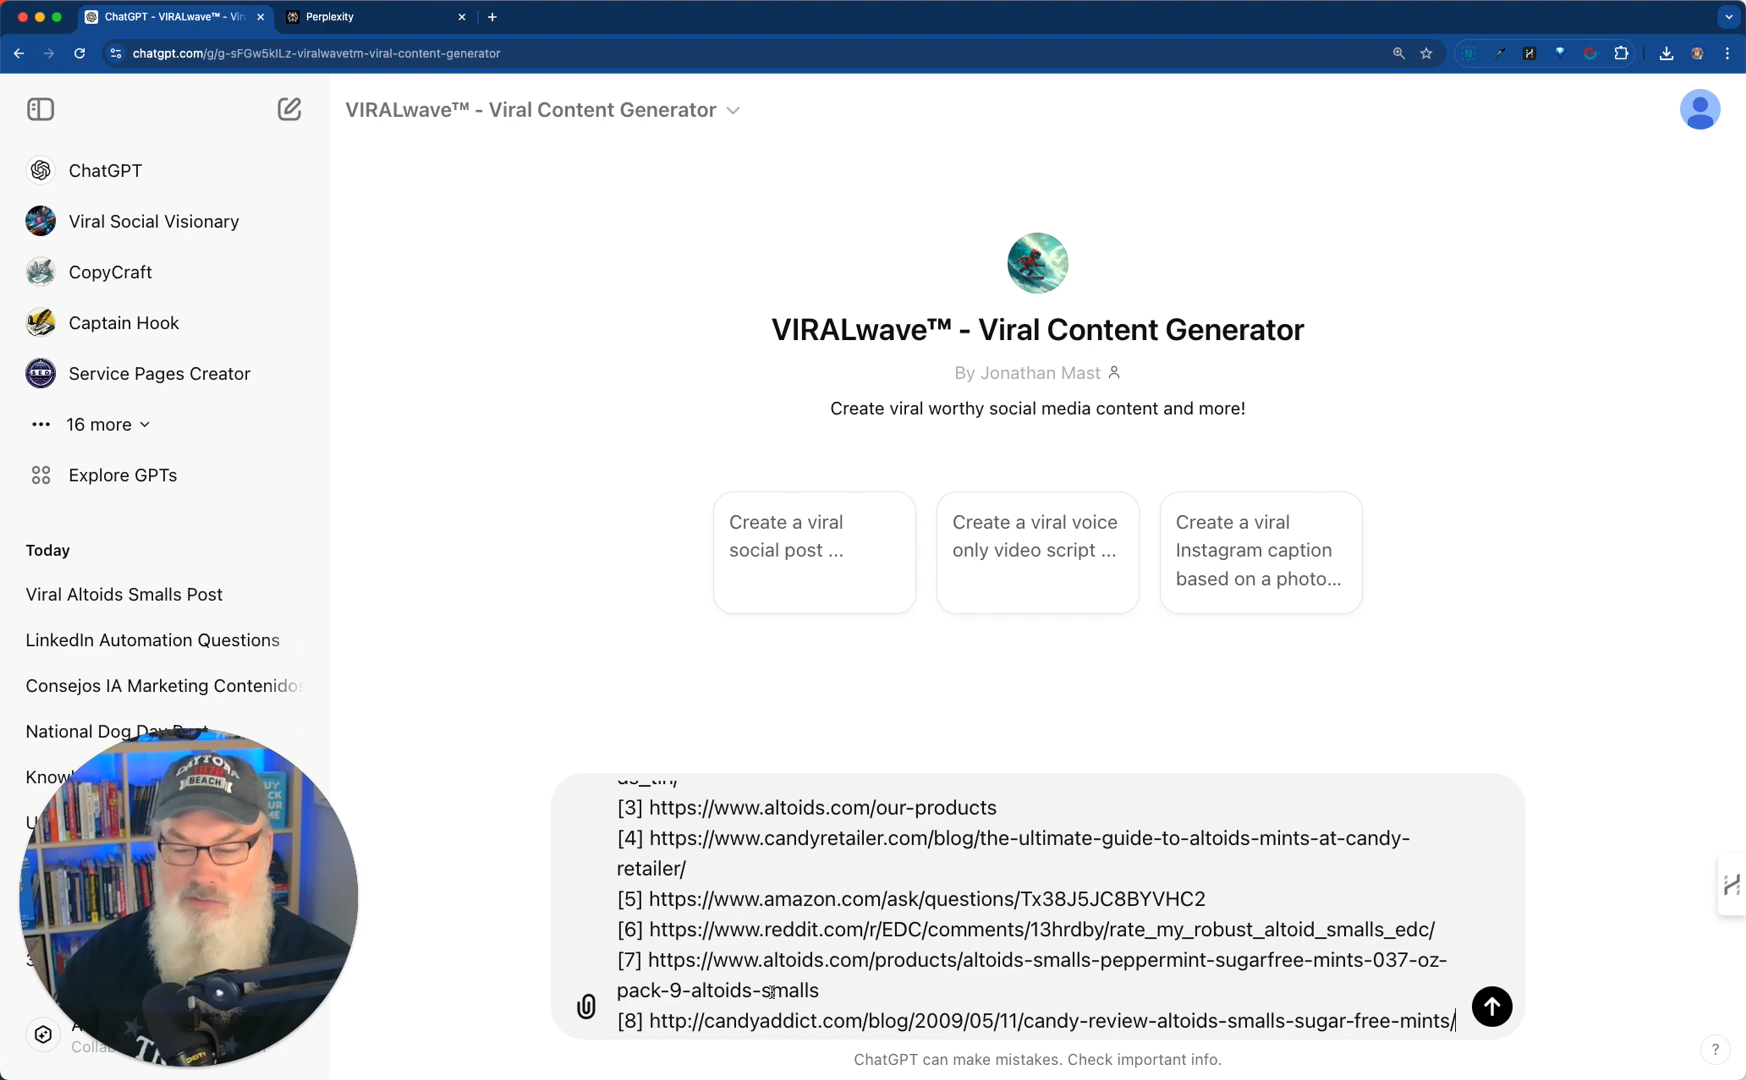 ChatGPT - VIRALwave™ - Vir
Perplexity
chatgpt.com/g/g-sFGw5kILz-viralwavetm-viral-content-generator
VIRALwave™ - Viral Content Generator
ChatGPT
Viral Social Visionary
CopyCraft
Captain Hook
Service Pages Creator
16 more
Explore GPTs
Today
Viral Altoids Smalls Post
LinkedIn Automation Questions
Consejos IA Marketing Contenidos
National Dog Day Post
VIRALwave™ - Viral Content Generator
By Jonathan Mast
Create viral worthy social media content and more!
Create a viral
social post ...
Create a viral voice
only video script ...
Create a viral
Instagram caption
based on a photo...
ds_tin/
[3] https://www.altoids.com/our-products
[4] https://www.candyretailer.com/blog/the-ultimate-guide-to-altoids-mints-at-candy-
retailer/
[5] https://www.amazon.com/ask/questions/Tx38J5JC8BYVHC2
[6] https://www.reddit.com/r/EDC/comments/13hrdby/rate_my_robust_altoid_smalls_edc/
[7] https://www.altoids.com/products/altoids-smalls-peppermint-sugarfree-mints-037-oz-
pack-9-altoids-smalls
[8] http://candyaddict.com/blog/2009/05/11/candy-review-altoids-smalls-sugar-free-mints/
ChatGPT can make mistakes. Check important info.
?
DAYTONA
BEACH